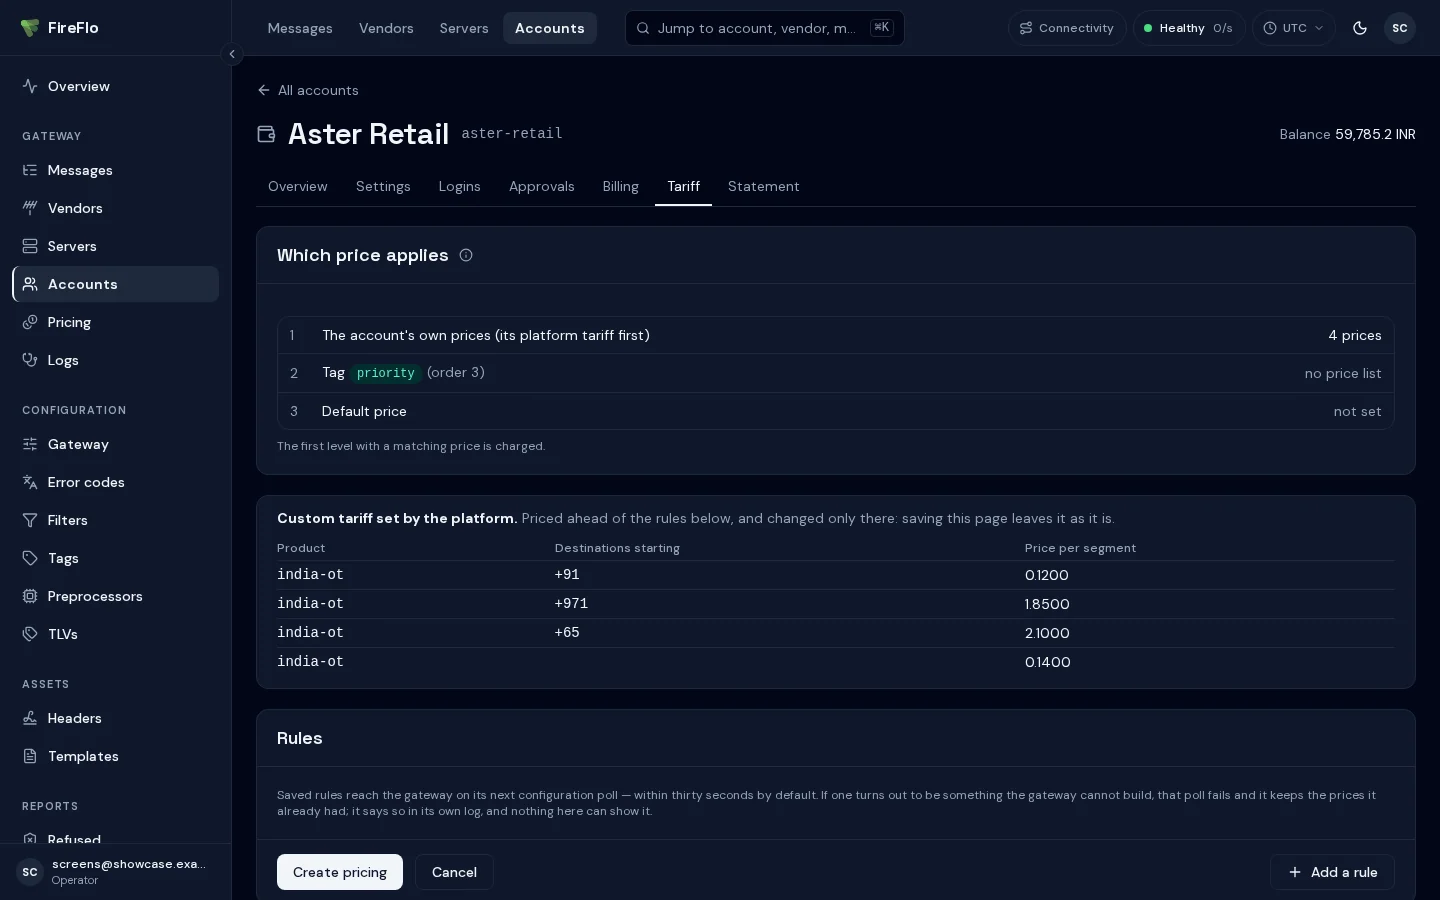 FireFlo
Messages
Vendors
Servers
Accounts
Jump to account, vendor, m...
⌘K
Connectivity
Healthy 0/s
UTC
SC
Overview
GATEWAY
Messages
Vendors
Servers
Accounts
Pricing
Logs
CONFIGURATION
Gateway
Error codes
Filters
Tags
Preprocessors
TLVs
ASSETS
Headers
Templates
REPORTS
Refused
SC
screens@showcase.exa...
Operator
All accounts
Aster Retail aster-retail
Balance 59,785.2 INR
Overview
Settings
Logins
Approvals
Billing
Tariff
Statement
Which price applies
1 The account's own prices (its platform tariff first) 4 prices
2 Tag priority (order 3) no price list
3 Default price not set
The first level with a matching price is charged.
Custom tariff set by the platform. Priced ahead of the rules below, and changed only there: saving this page leaves it as it is.
Product Destinations starting Price per segment
india-ot +91 0.1200
india-ot +971 1.8500
india-ot +65 2.1000
india-ot 0.1400
Rules
Saved rules reach the gateway on its next configuration poll — within thirty seconds by default. If one turns out to be something the gateway cannot build, that poll fails and it keeps the prices it
already had; it says so in its own log, and nothing here can show it.
Create pricing
Cancel
Add a rule